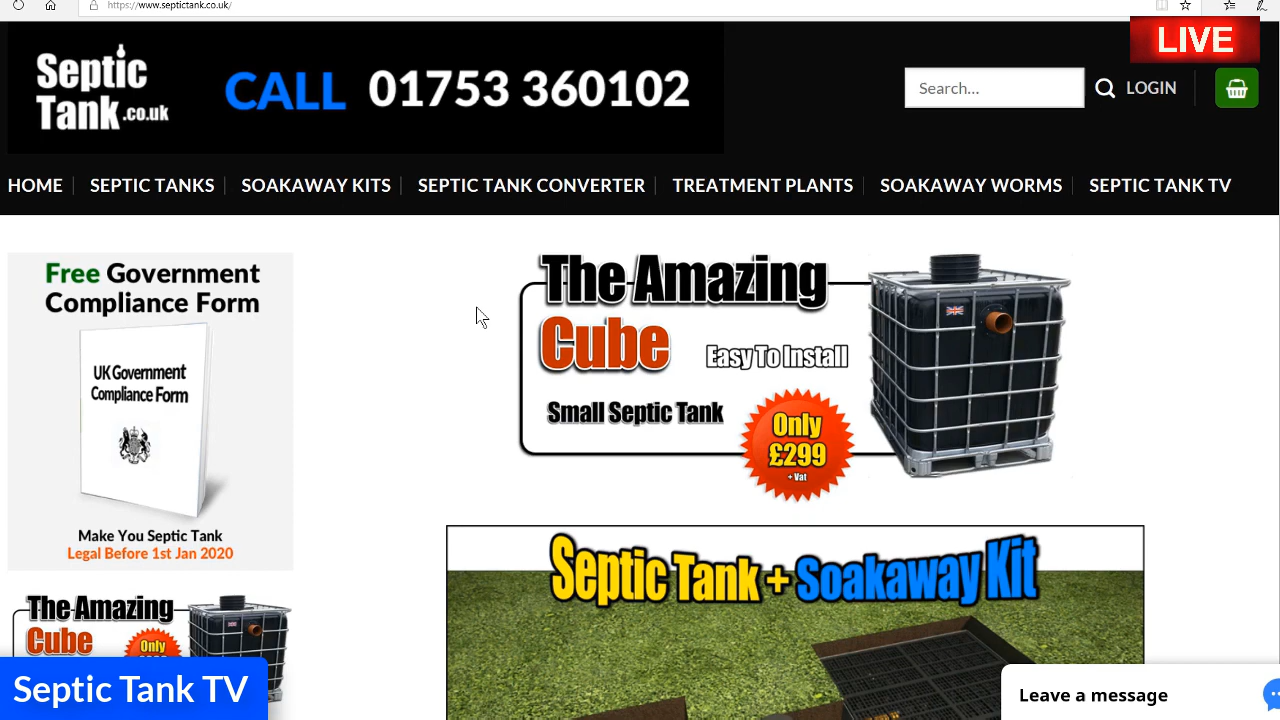 https://www.septictank.co.uk/
LIVE
Septic
Tank.co.uk
CALL 01753 360102
Search...
LOGIN
HOME
SEPTIC TANKS
SOAKAWAY KITS
SEPTIC TANK CONVERTER
TREATMENT PLANTS
SOAKAWAY WORMS
SEPTIC TANK TV
Free Government
Compliance Form
UK Government
Compliance Form
Make You Septic Tank
Legal Before 1st Jan 2020
The Amazing
Cube
Easy To Install
Small Septic Tank
Only
£299
+ Vat
Septic Tank + Soakaway Kit
The Amazing
Cube
Only
Septic Tank TV
Leave a message